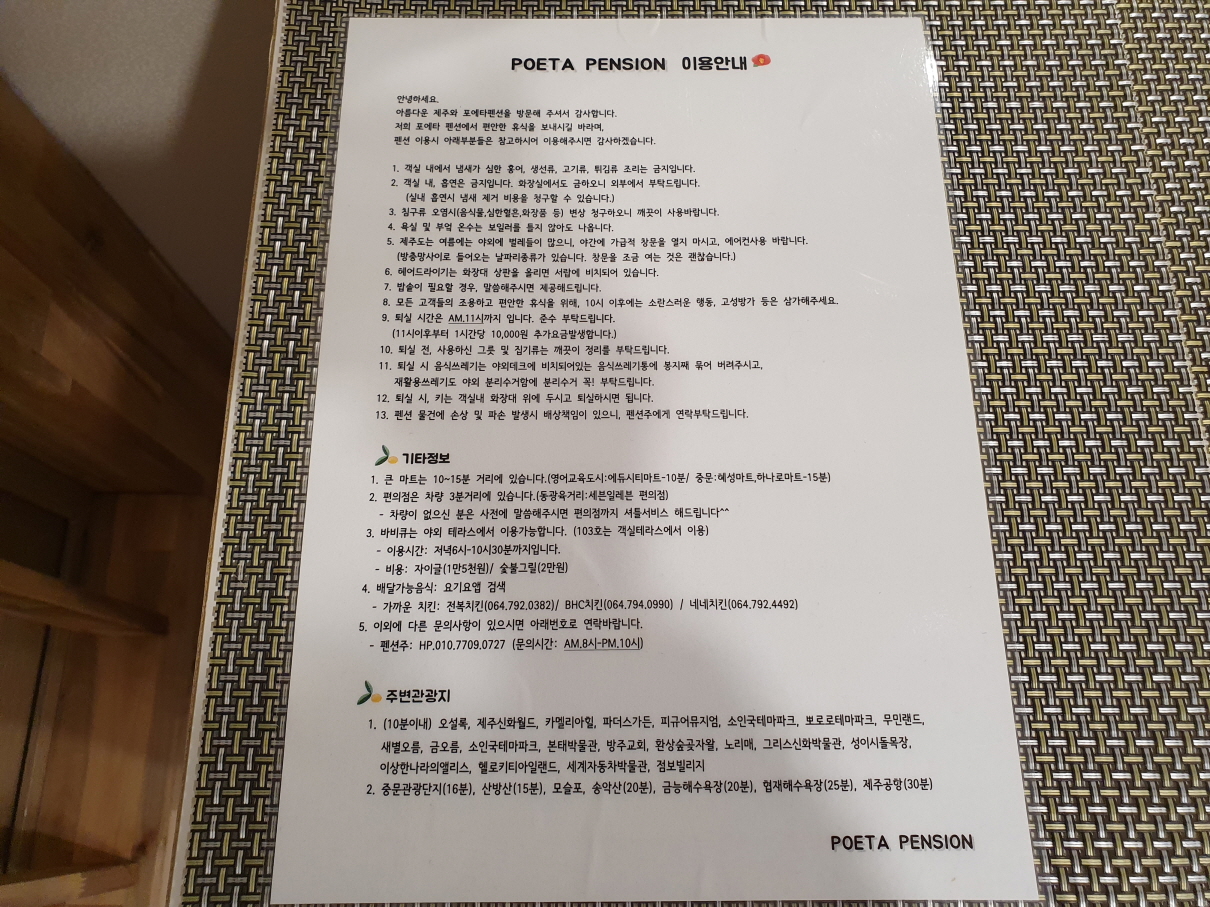 POETA PENSION 이용안내
안녕하세요.
아름다운 제주와 포에타펜션을 방문해 주셔서 감사합니다.
저희 포에타 펜션에서 편안한 휴식을 보내시길 바라며,
펜션 이용시 아래부분들은 참고하시어 이용해주시면 감사하겠습니다.
1. 객실 내에서 냄새가 심한 홍어, 생선류, 고기류, 튀김류 조리는 금지입니다.
2. 객실 내, 흡연은 금지입니다. 화장실에서도 금하오니 외부에서 부탁드립니다.
(실내 흡연시 냄새 제거 비용을 청구할 수 있습니다.)
3. 침구류 오염시(음식물,심한혈흔,화장품 등) 변상 청구하오니 깨끗이 사용바랍니다.
4. 욕실 및 부엌 온수는 보일러를 틀지 않아도 나옵니다.
5. 제주도는 여름에는 야외에 벌레들이 많으니, 야간에 가급적 창문을 열지 마시고, 에어컨사용 바랍니다.
(방충망사이로 들어오는 날파리종류가 있습니다. 창문을 조금 여는 것은 괜찮습니다.)
6. 헤어드라이기는 화장대 상판을 올리면 서랍에 비치되어 있습니다.
7. 밥솥이 필요할 경우, 말씀해주시면 제공해드립니다.
8. 모든 고객들의 조용하고 편안한 휴식을 위해, 10시 이후에는 소란스러운 행동, 고성방가 등은 삼가해주세요.
9. 퇴실 시간은 AM.11시까지 입니다. 준수 부탁드립니다.
(11시이후부터 1시간당 10,000원 추가요금발생합니다.)
10. 퇴실 전, 사용하신 그릇 및 집기류는 깨끗이 정리를 부탁드립니다.
11. 퇴실 시 음식쓰레기는 야외데크에 비치되어있는 음식쓰레기통에 봉지째 묶어 버려주시고,
재활용쓰레기도 야외 분리수거함에 분리수거 꼭! 부탁드립니다.
12. 퇴실 시, 키는 객실내 화장대 위에 두시고 퇴실하시면 됩니다.
13. 펜션 물건에 손상 및 파손 발생시 배상책임이 있으니, 펜션주에게 연락부탁드립니다.
기타정보
1. 큰 마트는 10~15분 거리에 있습니다.(영어교육도시:에듀시티마트-10분/ 중문:혜성마트,하나로마트-15분)
2. 편의점은 차량 3분거리에 있습니다.(동광육거리:세븐일레븐 편의점)
- 차량이 없으신 분은 사전에 말씀해주시면 편의점까지 셔틀서비스 해드립니다^^
3. 바비큐는 야외 테라스에서 이용가능합니다. (103호는 객실테라스에서 이용)
- 이용시간: 저녁6시-10시30분까지입니다.
- 비용: 자이글(1만5천원)/ 숯불그릴(2만원)
4. 배달가능음식: 요기요앱 검색
- 가까운 치킨: 전복치킨(064.792.0382)/ BHC치킨(064.794.0990) / 네네치킨(064.792.4492)
5. 이외에 다른 문의사항이 있으시면 아래번호로 연락바랍니다.
- 펜션주: HP.010.7709.0727 (문의시간: AM.8시-PM.10시)
주변관광지
1. (10분이내) 오설록, 제주신화월드, 카멜리아힐, 파더스가든, 피규어뮤지엄, 소인국테마파크, 뽀로로테마파크, 무민랜드,
새별오름, 금오름, 소인국테마파크, 본태박물관, 방주교회, 환상숲곶자왈, 노리매, 그리스신화박물관, 성이시돌목장,
이상한나라의앨리스, 헬로키티아일랜드, 세계자동차박물관, 점보빌리지
2. 중문관광단지(16분), 산방산(15분), 모슬포, 송악산(20분), 금능해수욕장(20분), 협재해수욕장(25분), 제주공항(30분)
POETA PENSION